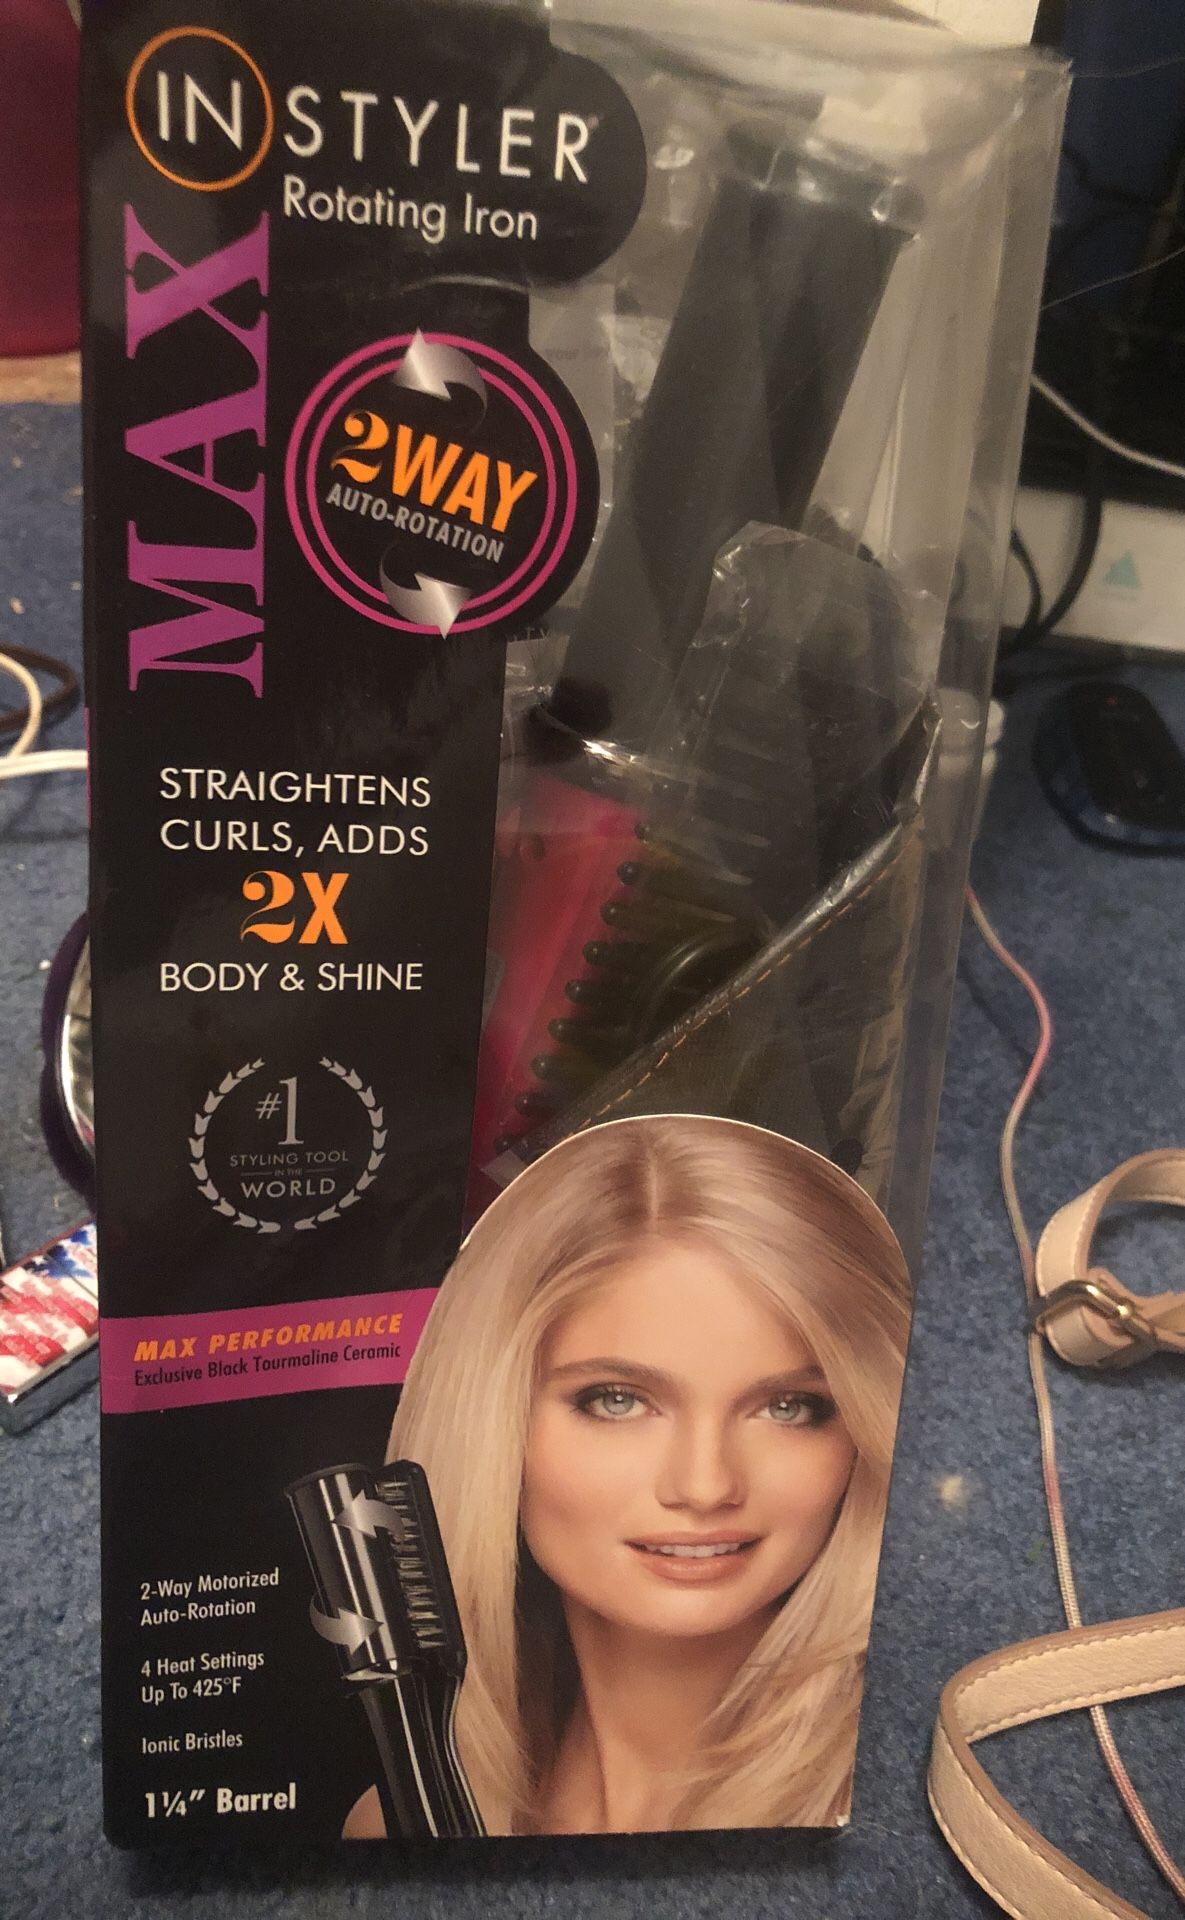 INSTYLER®
Rotating Iron
MAX
2WAY
AUTO-ROTATION
STRAIGHTENS
CURLS, ADDS
2X
BODY & SHINE
#1
STYLING TOOL
IN THE
WORLD
MAX PERFORMANCE
Exclusive Black Tourmaline Ceramic
2-Way Motorized
Auto-Rotation
4 Heat Settings
Up To 425°F
Ionic Bristles
1¼" Barrel